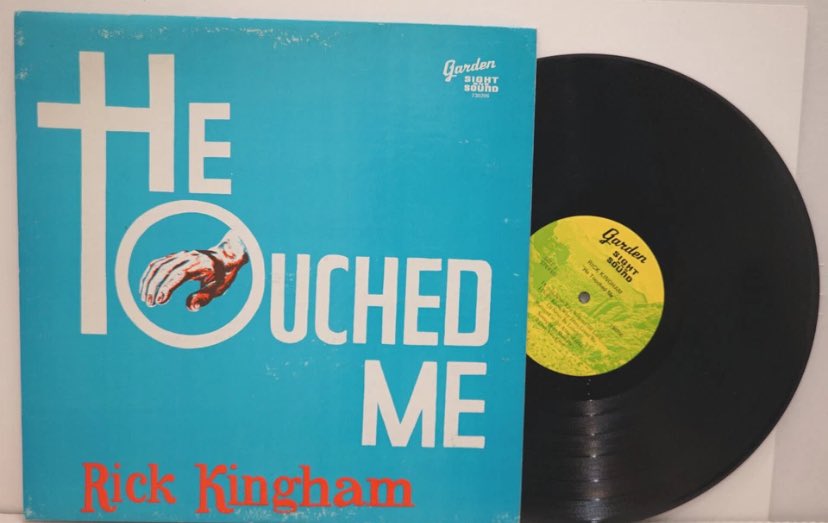 HE
TOUCHED
ME
Rick Kingham
Garden
SIGHT
AND
SOUND
Garden
SIGHT
AND
SOUND
RICK KINGHAM
"He Touched Me"